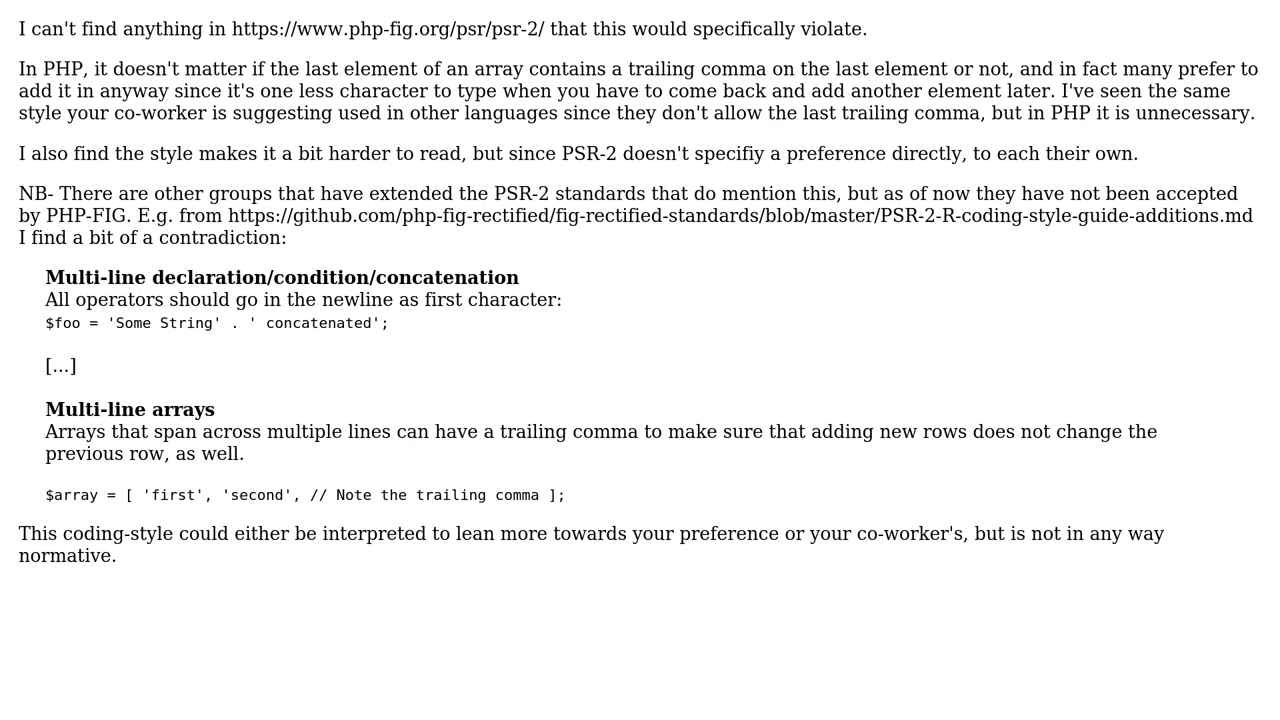 I can't find anything in https://www.php-fig.org/psr/psr-2/ that this would specifically violate.
In PHP, it doesn't matter if the last element of an array contains a trailing comma on the last element or not, and in fact many prefer to
add it in anyway since it's one less character to type when you have to come back and add another element later. I've seen the same
style your co-worker is suggesting used in other languages since they don't allow the last trailing comma, but in PHP it is unnecessary.
I also find the style makes it a bit harder to read, but since PSR-2 doesn't specifiy a preference directly, to each their own.
NB- There are other groups that have extended the PSR-2 standards that do mention this, but as of now they have not been accepted
by PHP-FIG. E.g. from https://github.com/php-fig-rectified/fig-rectified-standards/blob/master/PSR-2-R-coding-style-guide-additions.md
I find a bit of a contradiction:
Multi-line declaration/condition/concatenation
All operators should go in the newline as first character:
$foo = 'Some String' . ' concatenated';
[...]
Multi-line arrays
Arrays that span across multiple lines can have a trailing comma to make sure that adding new rows does not change the
previous row, as well.
$array = [ 'first', 'second', // Note the trailing comma ];
This coding-style could either be interpreted to lean more towards your preference or your co-worker's, but is not in any way
normative.